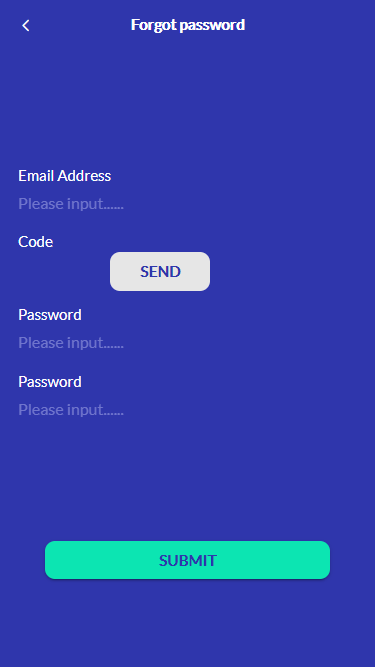 Forgot password
Email Address
Please input......
Code
SEND
Password
Please input......
Password
Please input......
SUBMIT